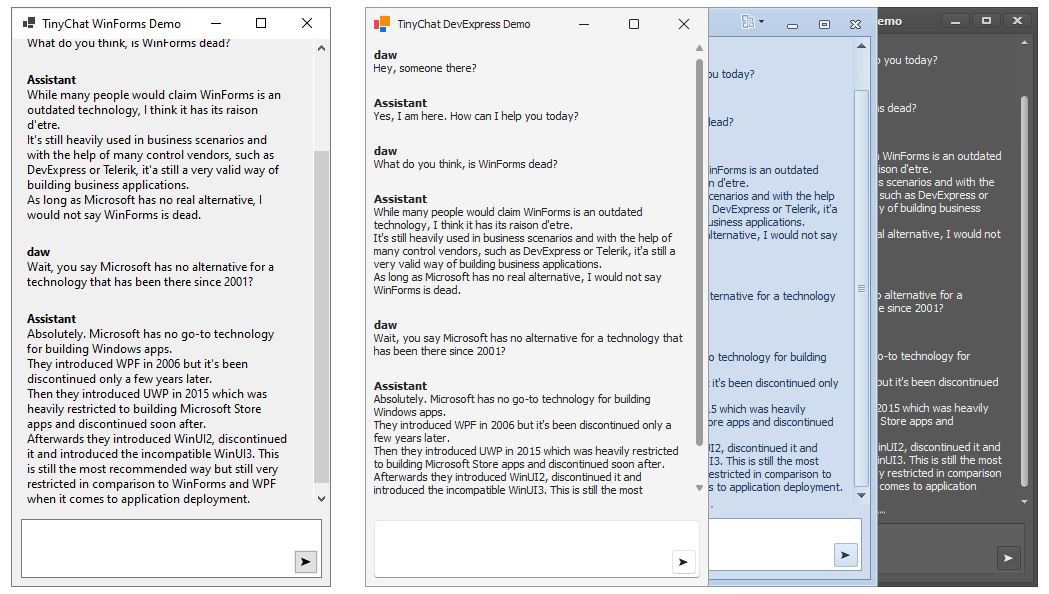 TinyChat WinForms Demo
What do you think, is WinForms dead?
Assistant
While many people would claim WinForms is an
outdated technology, I think it has its raison
d'etre.
It's still heavily used in business scenarios and
with the help of many control vendors, such as
DevExpress or Telerik, it'a still a very valid way of
building business applications.
As long as Microsoft has no real alternative, I
would not say WinForms is dead.
daw
Wait, you say Microsoft has no alternative for a
technology that has been there since 2001?
Assistant
Absolutely. Microsoft has no go-to technology
for building Windows apps.
They introduced WPF in 2006 but it's been
discontinued only a few years later.
Then they introduced UWP in 2015 which was
heavily restricted to building Microsoft Store
apps and discontinued soon after.
Afterwards they introduced WinUI2, discontinued
it and introduced the incompatible WinUI3. This
is still the most recommended way but still very
restricted in comparison to WinForms and WPF
when it comes to application deployment.
TinyChat DevExpress Demo
daw
Hey, someone there?
Assistant
Yes, I am here. How can I help you today?
daw
What do you think, is WinForms dead?
Assistant
While many people would claim WinForms is an outdated
technology, I think it has its raison d'etre.
It's still heavily used in business scenarios and with the help of
many control vendors, such as DevExpress or Telerik, it'a still a
very valid way of building business applications.
As long as Microsoft has no real alternative, I would not say
WinForms is dead.
daw
Wait, you say Microsoft has no alternative for a technology that
has been there since 2001?
Assistant
Absolutely. Microsoft has no go-to technology for building
Windows apps.
They introduced WPF in 2006 but it's been discontinued only a
few years later.
Then they introduced UWP in 2015 which was heavily restricted
to building Microsoft Store apps and discontinued soon after.
Afterwards they introduced WinUI2, discontinued it and
introduced the incompatible WinUI3. This is still the most
you today?
dead?
nForms is an outdated
n d'etre.
cenarios and with the help
DevExpress or Telerik, it'a
usiness applications.
lternative, I would not say
ternative for a technology
o technology for building
it's been discontinued only
15 which was heavily
ore apps and discontinued
UI2, discontinued it and
UI3. This is still the most
estricted in comparison to
s to application deployment.
emo
you today?
s dead?
WinForms is an outdated
ison d'etre.
s scenarios and with the
such as DevExpress or
y of building business
al alternative, I would not
alternative for a
e since 2001?
o-to technology for
but it's been discontinued
2015 which was heavily
Store apps and
inUI2, discontinued it and
nUI3. This is still the most
y restricted in comparison
comes to application